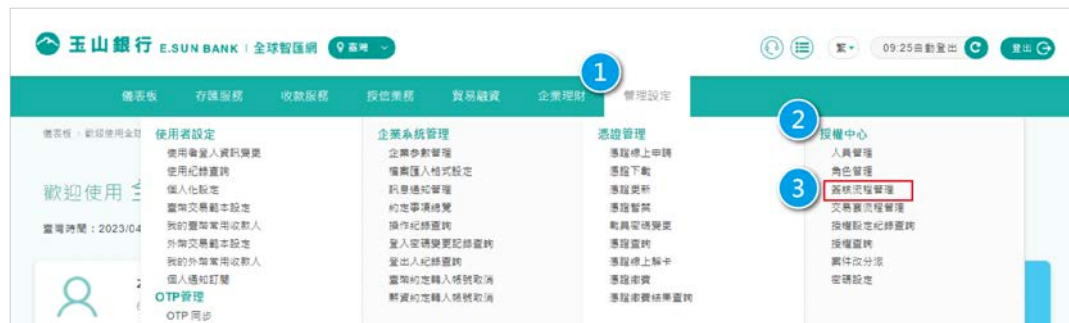 玉山銀行 E.SUN BANK | 全球智匯網 臺灣
繁 09:25自動登出 登出
1
儀表板 存匯服務 收款服務 授信業務 貿易融資 企業理財 管理設定
2
儀表板 歡迎使用全球
歡迎使用 全
臺灣時間：2023/04
使用者設定
使用者登入資訊變更
使用紀錄查詢
個人化設定
臺幣交易範本設定
我的臺幣常用收款人
外幣交易範本設定
我的外幣常用收款人
個人通知訂閱
OTP管理
OTP 同步
企業系統管理
企業參數管理
檔案匯入格式設定
訊息通知管理
約定事項總覽
操作紀錄查詢
登入密碼變更記錄查詢
登出入紀錄查詢
臺幣約定轉入帳號取消
薪資約定轉入帳號取消
憑證管理
憑證線上申請
憑證下載
憑證更新
憑證暫禁
載具密碼變更
憑證查詢
憑證線上解卡
憑證繳費
憑證繳費結果查詢
授權中心
人員管理
角色管理
3
簽核流程管理
交易套流程管理
授權設定紀錄查詢
授權查詢
案件改分派
密碼設定